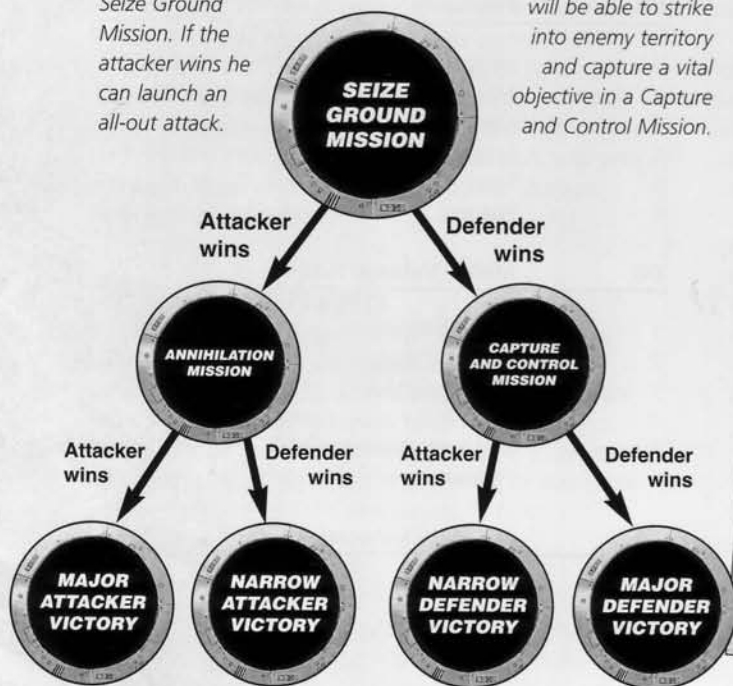 Seize Ground
Mission. If the
attacker wins he
can launch an
all-out attack.
will be able to strike
into enemy territory
and capture a vital
objective in a Capture
and Control Mission.
SEIZE
GROUND
MISSION
Attacker
wins
Defender
wins
ANNIHILATION
MISSION
CAPTURE
AND CONTROL
MISSION
Attacker
wins
Defender
wins
Attacker
wins
Defender
wins
MAJOR
ATTACKER
VICTORY
NARROW
ATTACKER
VICTORY
NARROW
DEFENDER
VICTORY
MAJOR
DEFENDER
VICTORY